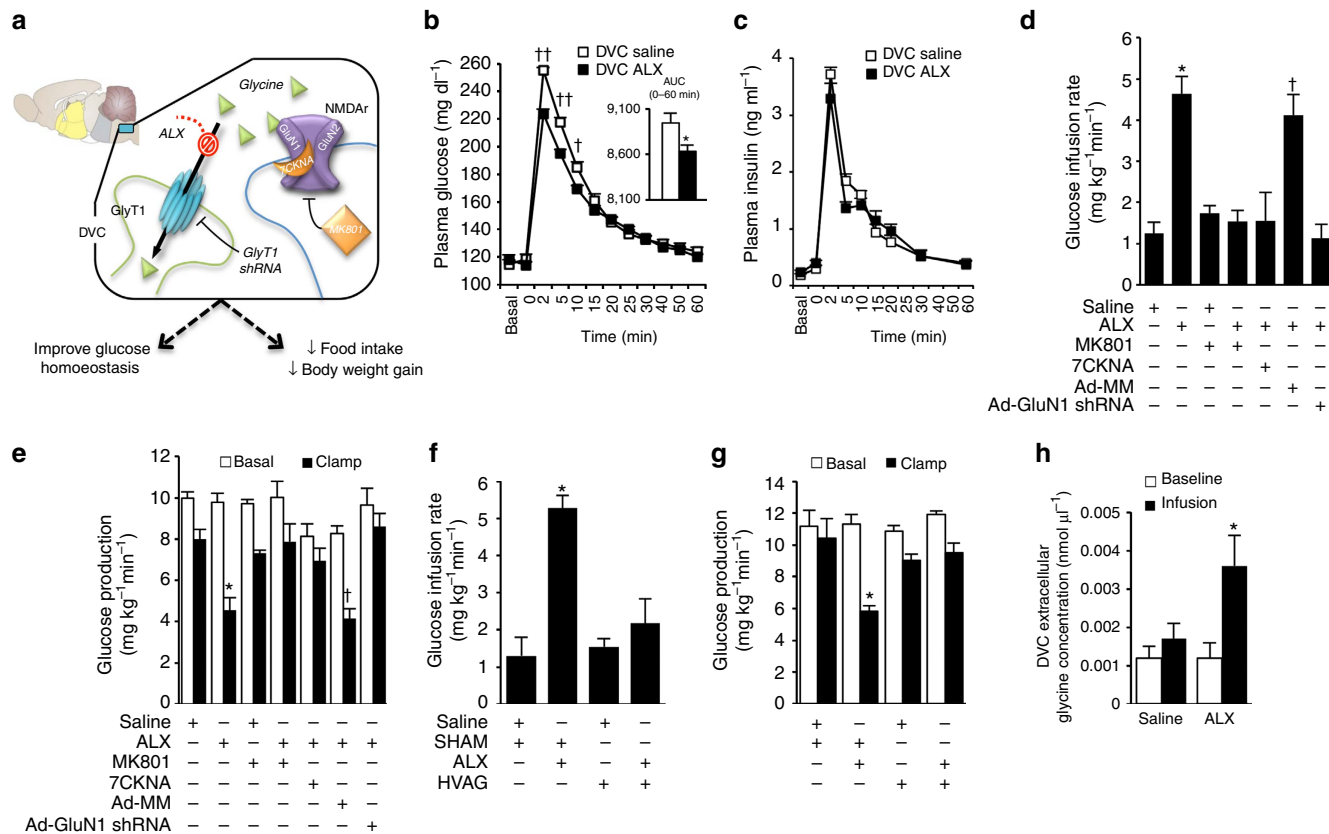 a
Glycine
NMDAr
ALX
GluN1
GluN2
7CKNA
GlyT1
DVC
MK801
GlyT1
shRNA
Improve glucose
homoeostasis
↓ Food intake
↓ Body weight gain
b
DVC saline
DVC ALX
Plasma glucose (mg dl⁻¹)
260
240
220
200
180
160
140
120
100
††
††
†
AUC
(0–60 min)
9,100
8,600
8,100
*
Basal
0
2
5
10
15
20
25
30
40
50
60
Time (min)
c
DVC saline
DVC ALX
Plasma insulin (ng ml⁻¹)
4
3
2
1
0
Basal
0
2
5
10
15
20
25
30
40
50
60
Time (min)
d
Glucose infusion rate
(mg kg⁻¹min⁻¹)
6
5
4
3
2
1
0
*
†
Saline + – + – – – –
ALX – + – + + + +
MK801 – – + + – – –
7CKNA – – – – + – –
Ad-MM – – – – – + –
Ad-GluN1 shRNA – – – – – – +
e
Basal
Clamp
Glucose production
(mg kg⁻¹min⁻¹)
12
10
8
6
4
2
0
*
†
Saline + – + – – – –
ALX – + – + + + +
MK801 – – + + – – –
7CKNA – – – – + – –
Ad-MM – – – – – + –
Ad-GluN1 shRNA – – – – – – +
f
Glucose infusion rate
(mg kg⁻¹min⁻¹)
6
5
4
3
2
1
0
*
Saline + – + –
SHAM + + – –
ALX – + – +
HVAG – – + +
g
Basal
Clamp
Glucose production
(mg kg⁻¹min⁻¹)
14
12
10
8
6
4
2
0
*
+ – + –
+ + – –
– + – +
– – + +
h
Baseline
Infusion
DVC extracellular
glycine concentration (nmol µl⁻¹)
0.005
0.004
0.003
0.002
0.001
0
*
Saline
ALX